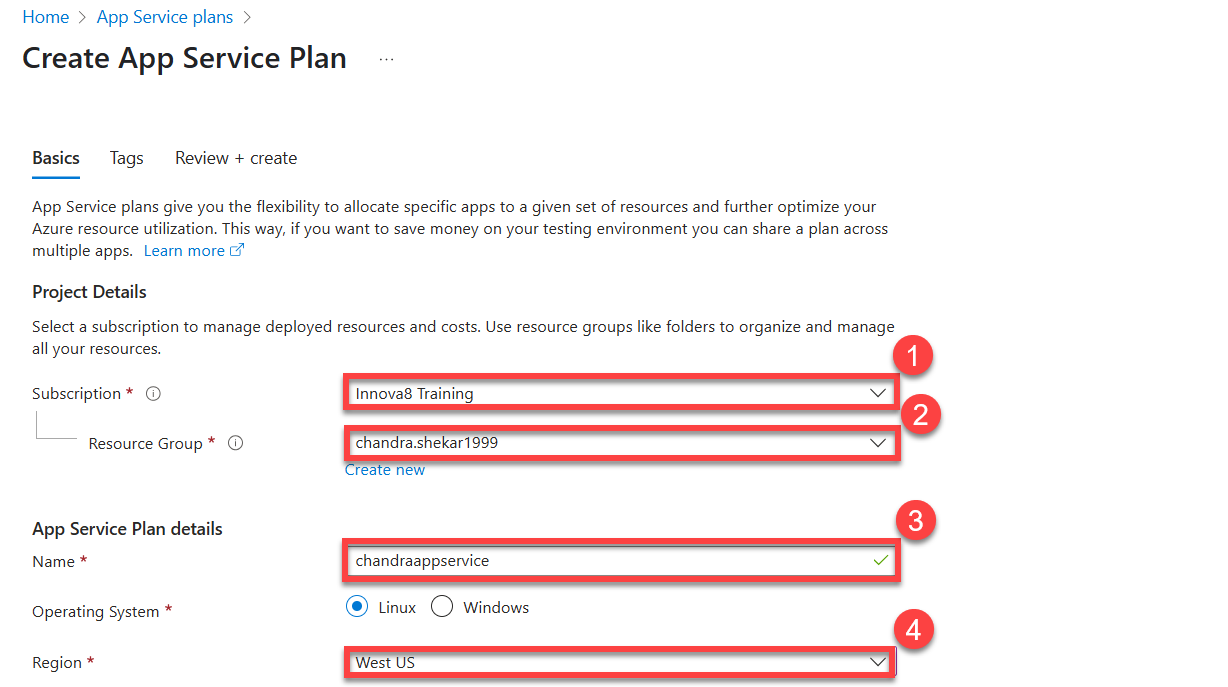 Home > App Service plans >
Create App Service Plan ...
Basics Tags Review + create
App Service plans give you the flexibility to allocate specific apps to a given set of resources and further optimize your
Azure resource utilization. This way, if you want to save money on your testing environment you can share a plan across
multiple apps. Learn more
Project Details
Select a subscription to manage deployed resources and costs. Use resource groups like folders to organize and manage
all your resources.
1
Subscription * Innova8 Training
2
Resource Group * chandra.shekar1999
Create new
App Service Plan details
3
Name * chandraappservice
Operating System * Linux Windows
4
Region * West US